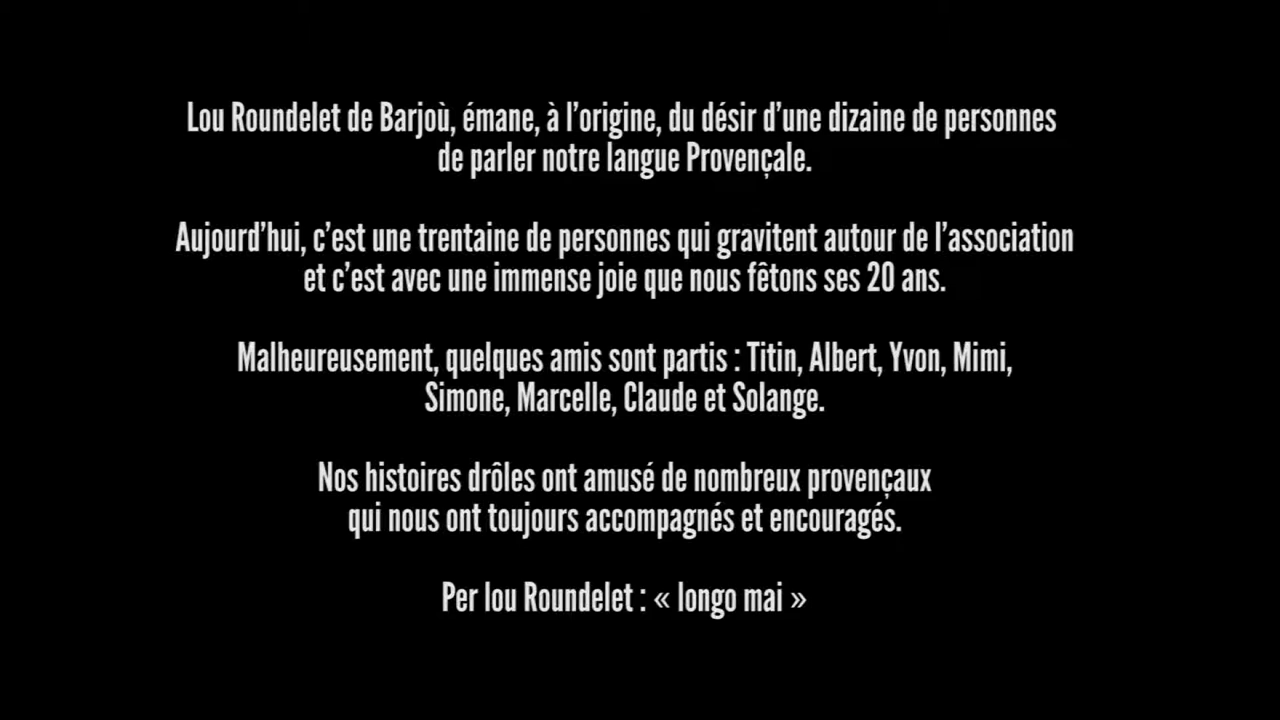 Lou Roundelet de Barjoù, émane, à l’origine, du désir d’une dizaine de personnes
de parler notre langue Provençale.
Aujourd’hui, c’est une trentaine de personnes qui gravitent autour de l’association
et c’est avec une immense joie que nous fêtons ses 20 ans.
Malheureusement, quelques amis sont partis : Titin, Albert, Yvon, Mimi,
Simone, Marcelle, Claude et Solange.
Nos histoires drôles ont amusé de nombreux provençaux
qui nous ont toujours accompagnés et encouragés.
Per lou Roundelet : « longo mai »